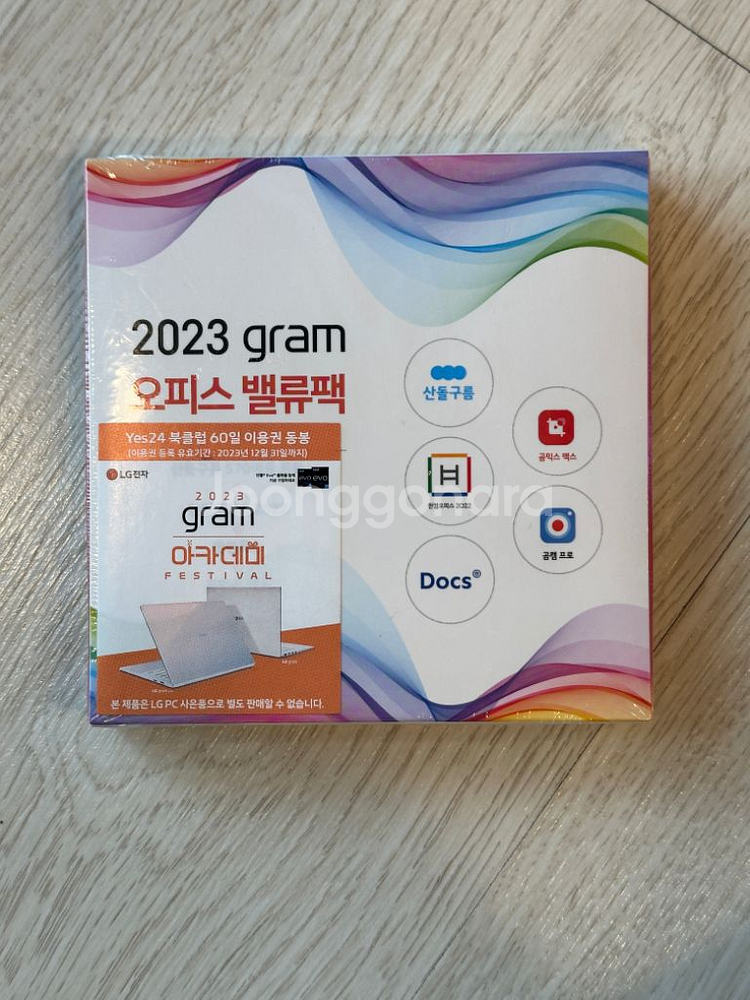 2023 gram
오피스 밸류팩
Yes24 북클럽 60일 이용권 동봉
(이용권 등록 유효기간 : 2023년 12월 31일까지)
LG전자
evo evo
2023
gram
아카데미
FESTIVAL
본 제품은 LG PC 사은품으로 별도 판매할 수 없습니다.
산돌구름
곰믹스 맥스
한컴오피스 2022
곰캠 프로
Docs®
joonggonara